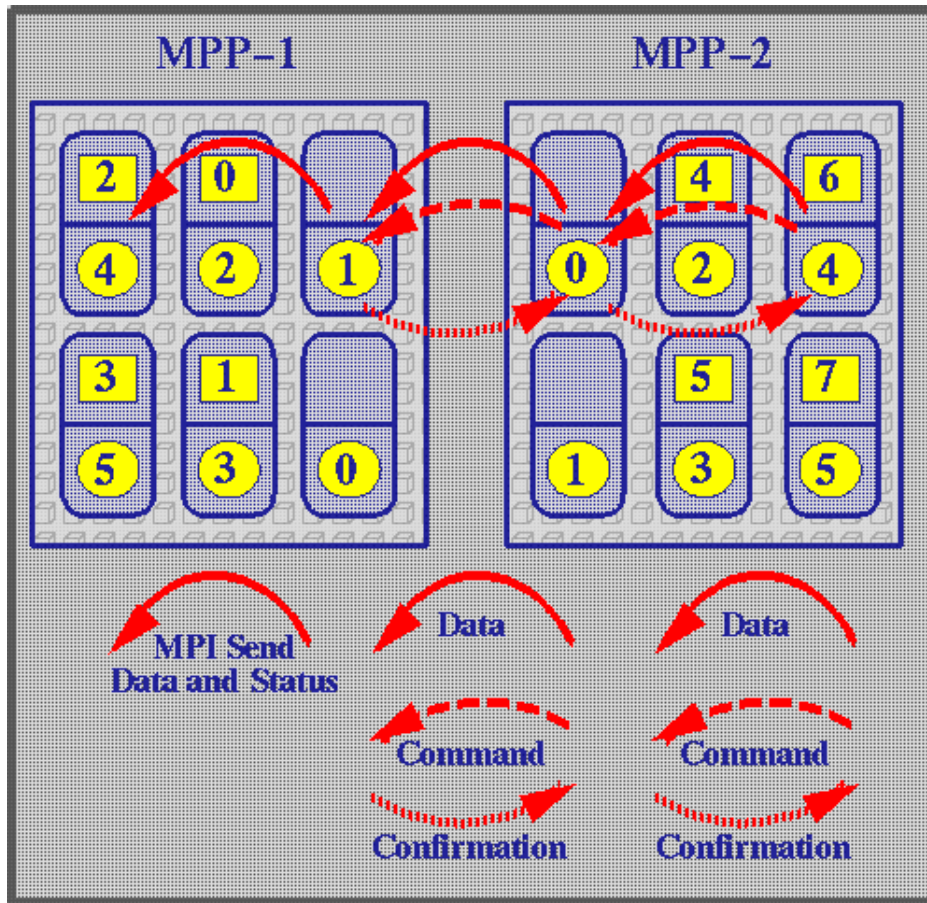 MPP-1 MPP-2
2 0 4 6
4 2 1 0 2 4
3 1 5 7
5 3 0 1 3 5
Data Data
MPI Send
Data and Status
Command Command
Confirmation Confirmation